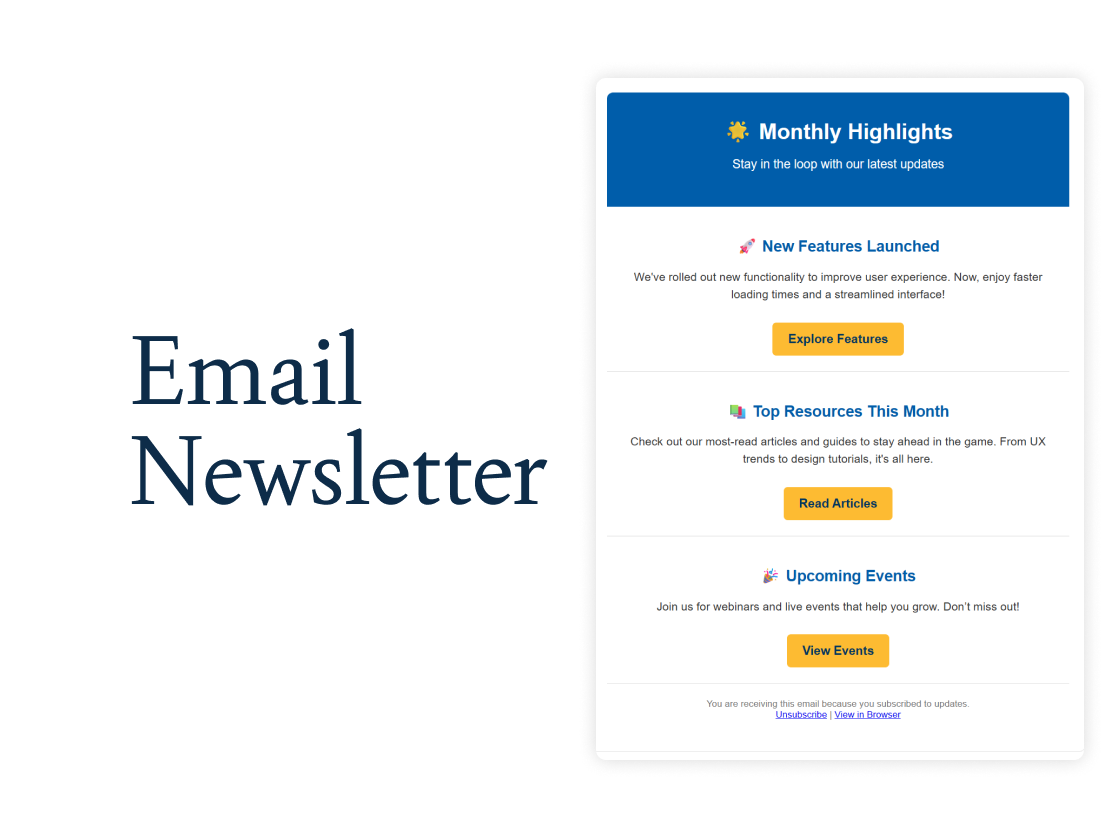 Email
Newsletter
🌟 Monthly Highlights
Stay in the loop with our latest updates
🚀 New Features Launched
We've rolled out new functionality to improve user experience. Now, enjoy faster
loading times and a streamlined interface!
Explore Features
📚 Top Resources This Month
Check out our most-read articles and guides to stay ahead in the game. From UX
trends to design tutorials, it's all here.
Read Articles
🎉 Upcoming Events
Join us for webinars and live events that help you grow. Don’t miss out!
View Events
You are receiving this email because you subscribed to updates.
Unsubscribe | View in Browser